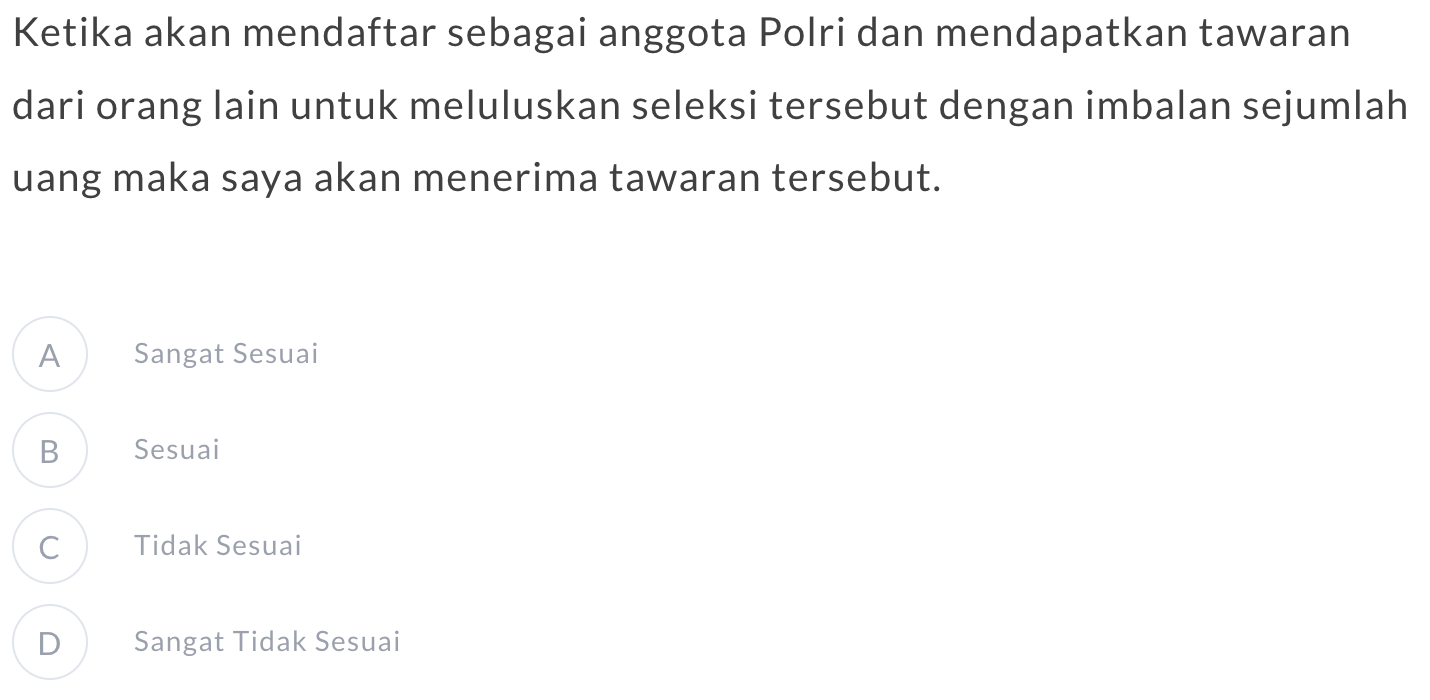 Ketika akan mendaftar sebagai anggota Polri dan mendapatkan tawaran
dari orang lain untuk meluluskan seleksi tersebut dengan imbalan sejumlah
uang maka saya akan menerima tawaran tersebut.
A Sangat Sesuai
B Sesuai
C Tidak Sesuai
D Sangat Tidak Sesuai